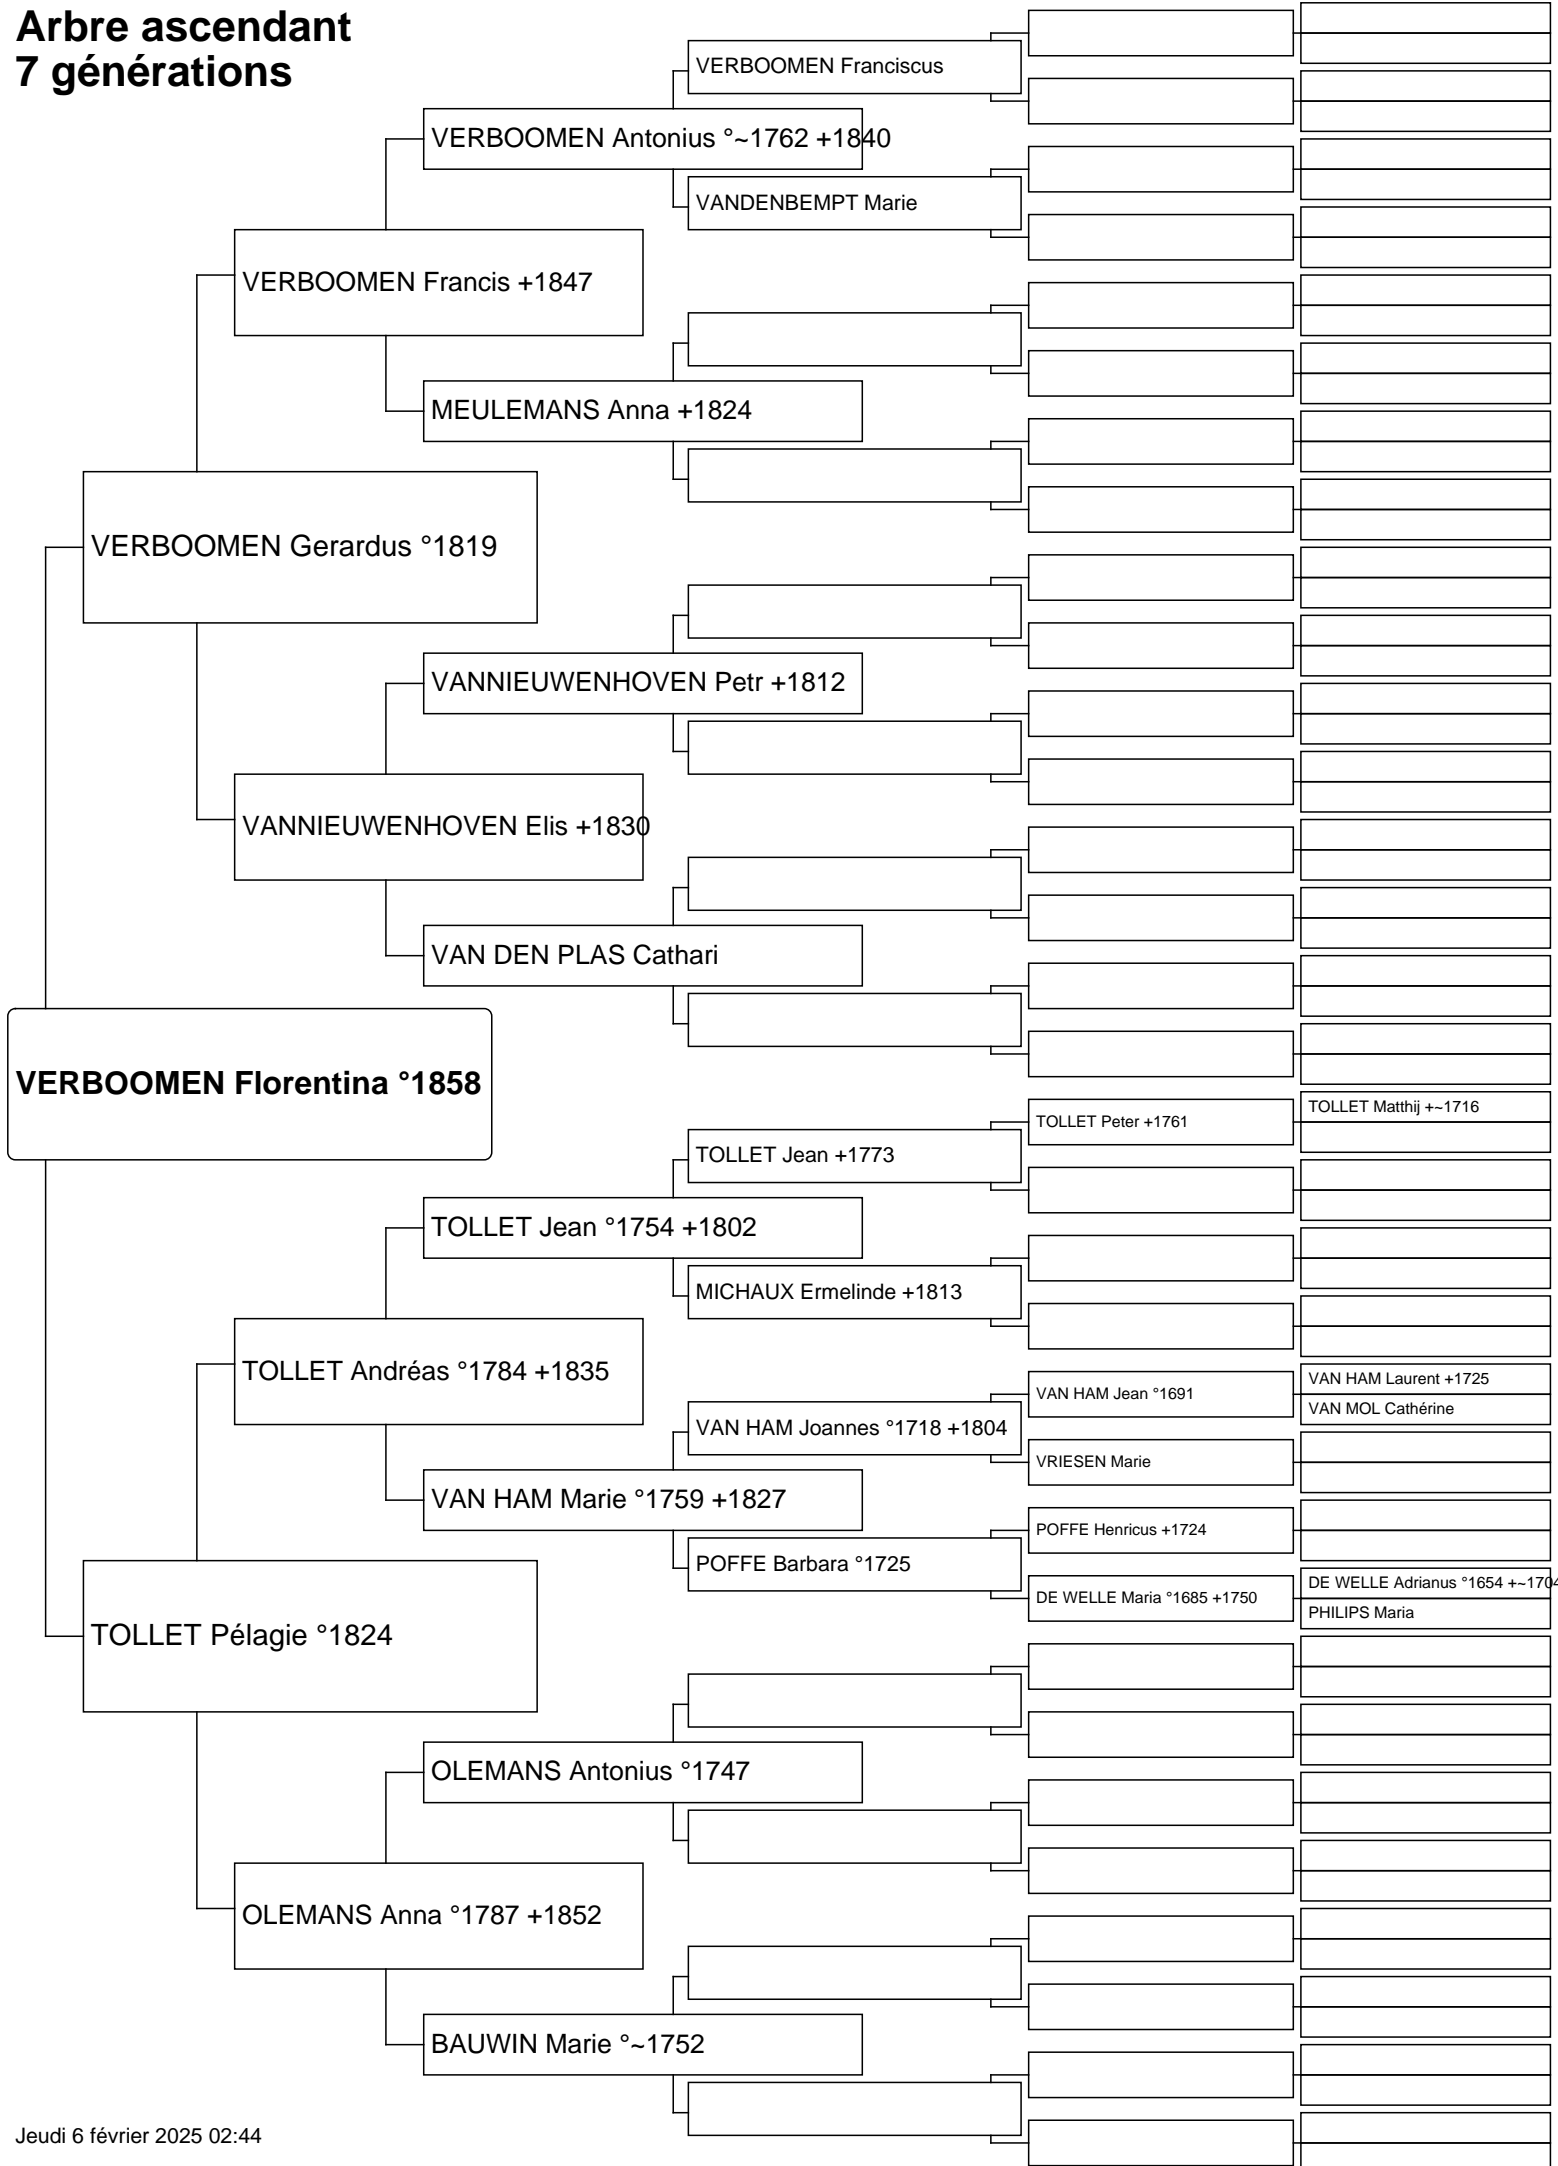 Arbre ascendant
7 générations
VERBOOMEN Franciscus
VERBOOMEN Antonius °~1762 +1840
VANDENBEMPT Marie
VERBOOMEN Francis +1847
MEULEMANS Anna +1824
VERBOOMEN Gerardus °1819
VANNIEUWENHOVEN Petr +1812
VANNIEUWENHOVEN Elis +1830
VAN DEN PLAS Cathari
VERBOOMEN Florentina °1858
TOLLET Matthij +~1716
TOLLET Peter +1761
TOLLET Jean +1773
TOLLET Jean °1754 +1802
MICHAUX Ermelinde +1813
TOLLET Andréas °1784 +1835
VAN HAM Laurent +1725
VAN HAM Jean °1691
VAN MOL Cathérine
VAN HAM Joannes °1718 +1804
VRIESEN Marie
VAN HAM Marie °1759 +1827
POFFE Henricus +1724
POFFE Barbara °1725
DE WELLE Adrianus °1654 +~1704
DE WELLE Maria °1685 +1750
PHILIPS Maria
TOLLET Pélagie °1824
OLEMANS Antonius °1747
OLEMANS Anna °1787 +1852
BAUWIN Marie °~1752
Jeudi 6 février 2025 02:44